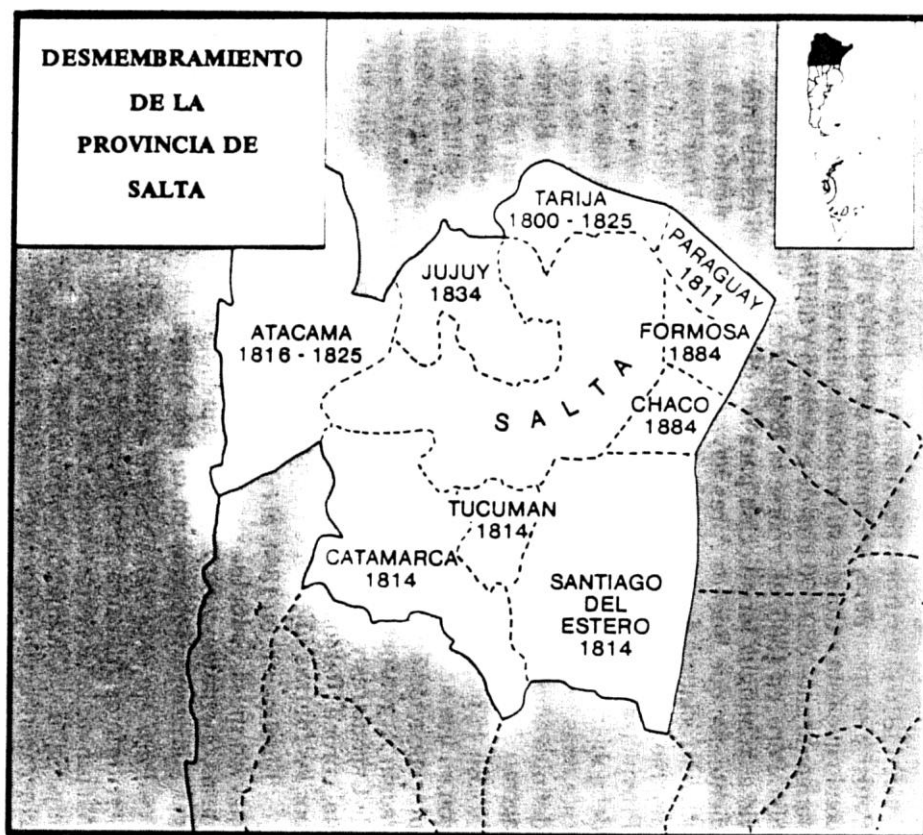 DESMEMBRAMIENTO
DE LA
PROVINCIA DE
SALTA
TARIJA
1800 - 1825
PARAGUAY
1811
JUJUY
1834
ATACAMA
1816 - 1825
FORMOSA
1884
SALTA
CHACO
1884
TUCUMAN
1814
CATAMARCA
1814
SANTIAGO
DEL
ESTERO
1814